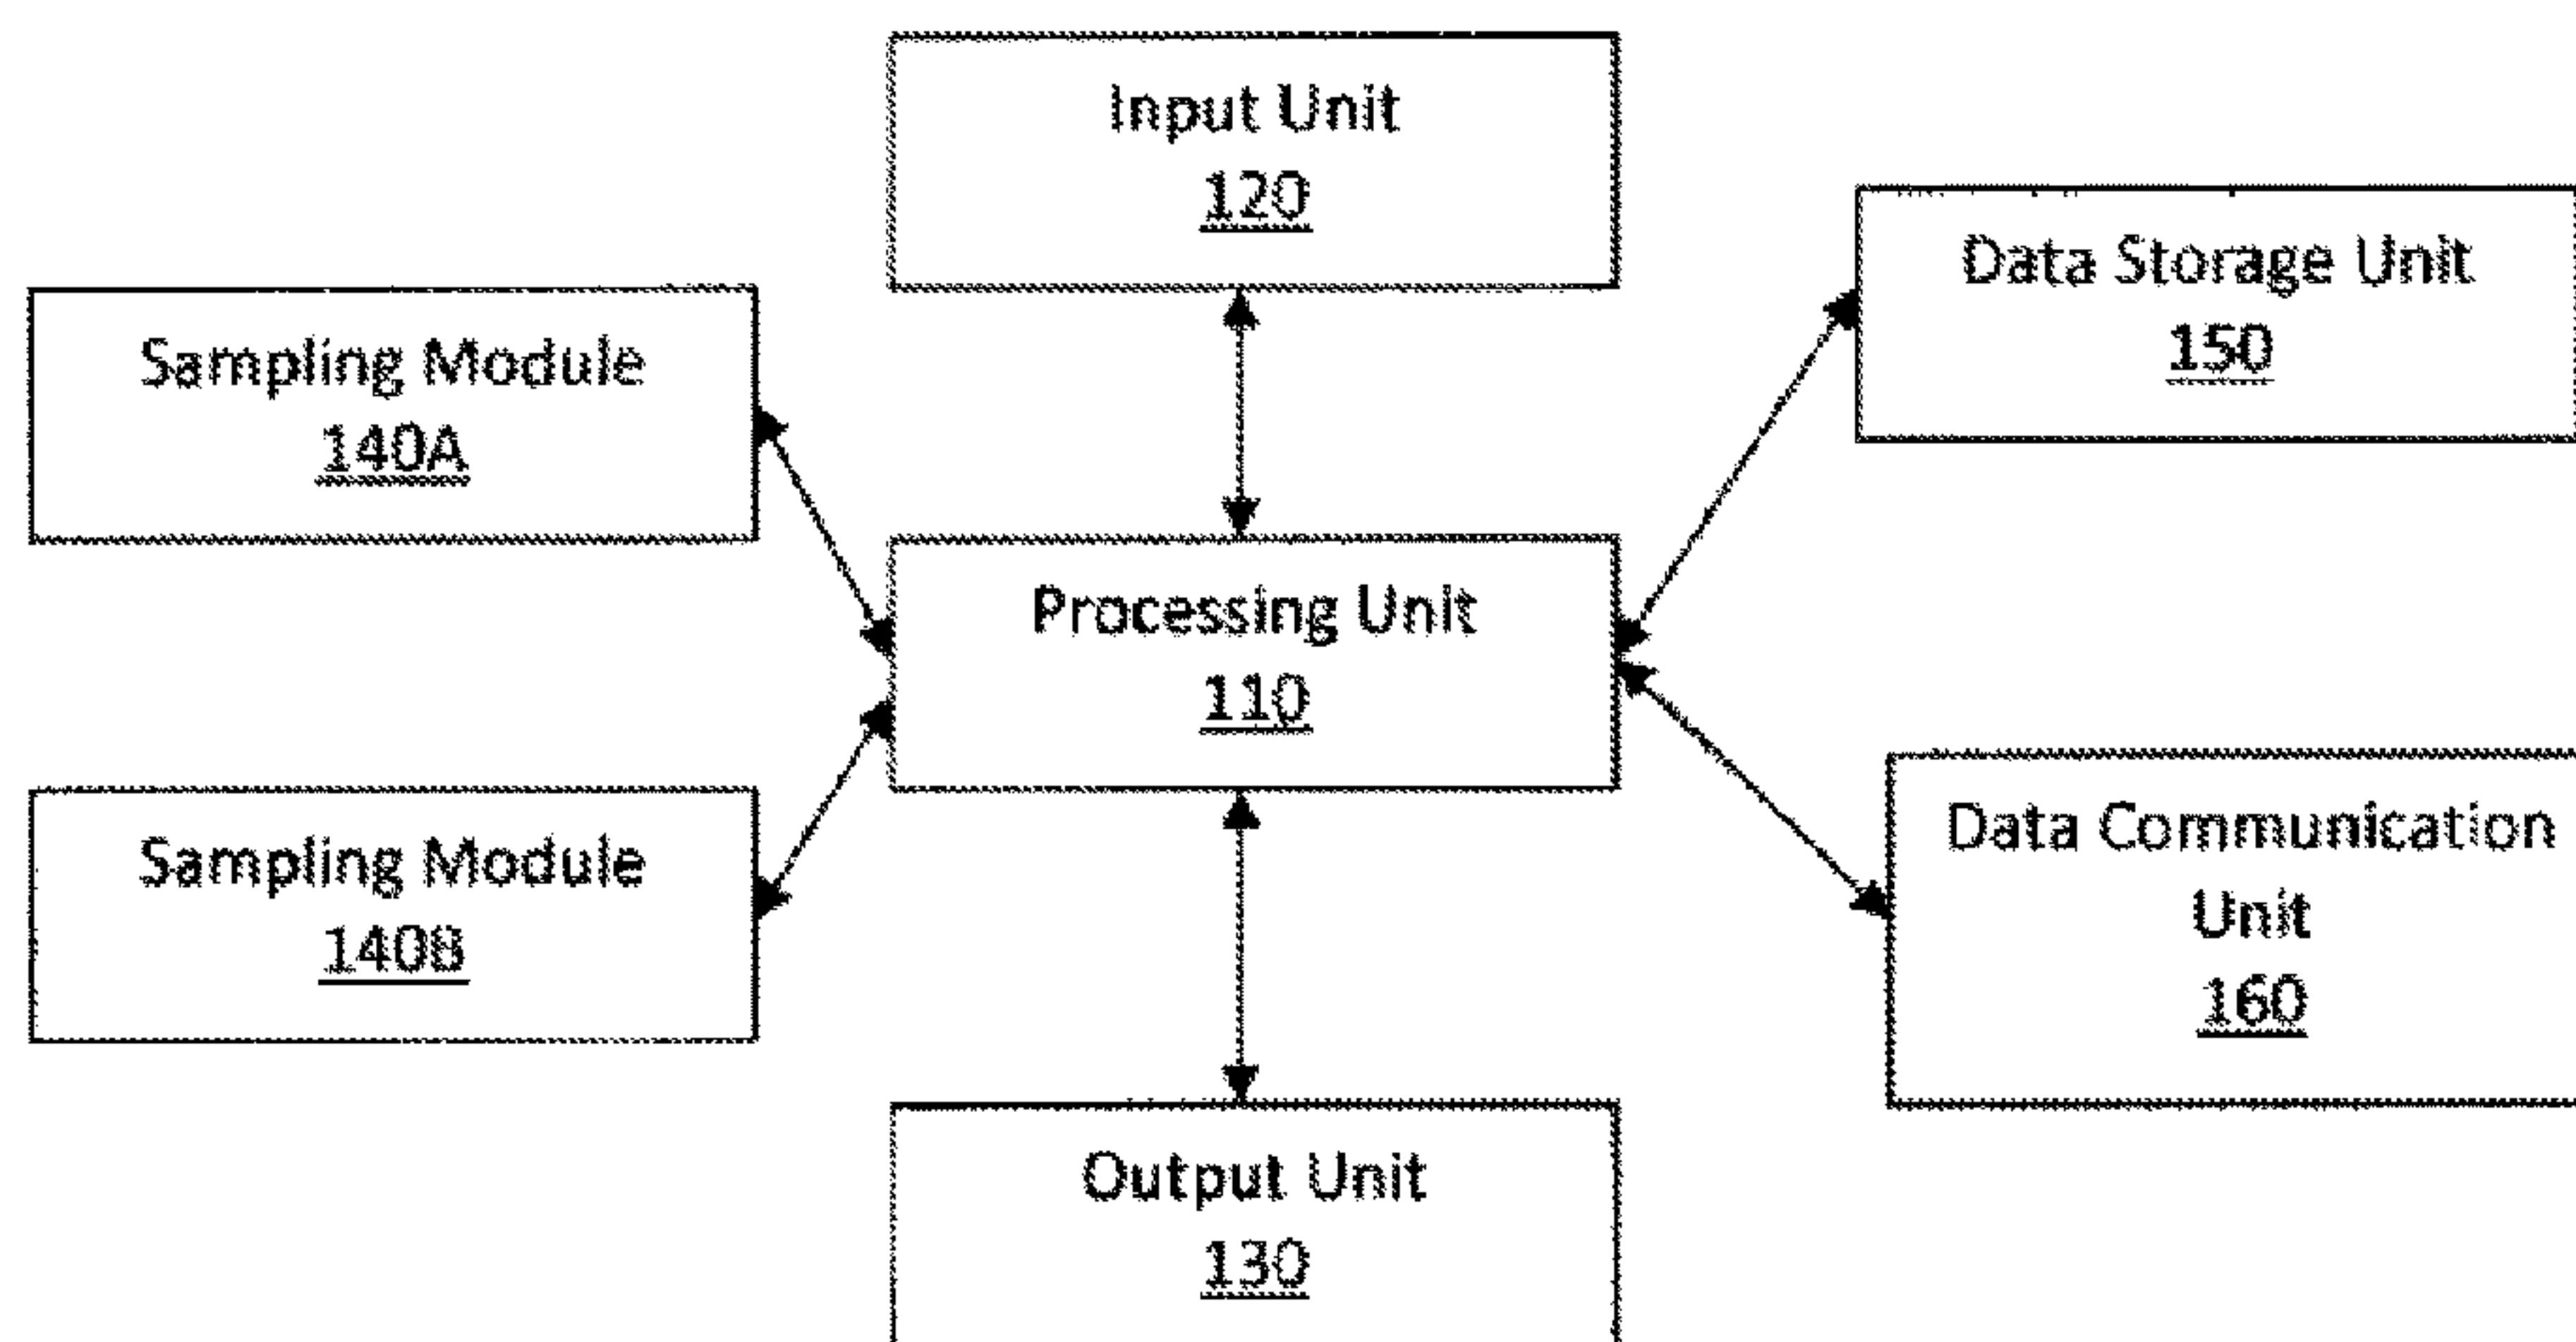 Input Unit
120
Data Storage Unit
150
Sampling Module
140A
Processing Unit
110
Data Communication
Unit
160
Sampling Module
140B
Output Unit
130